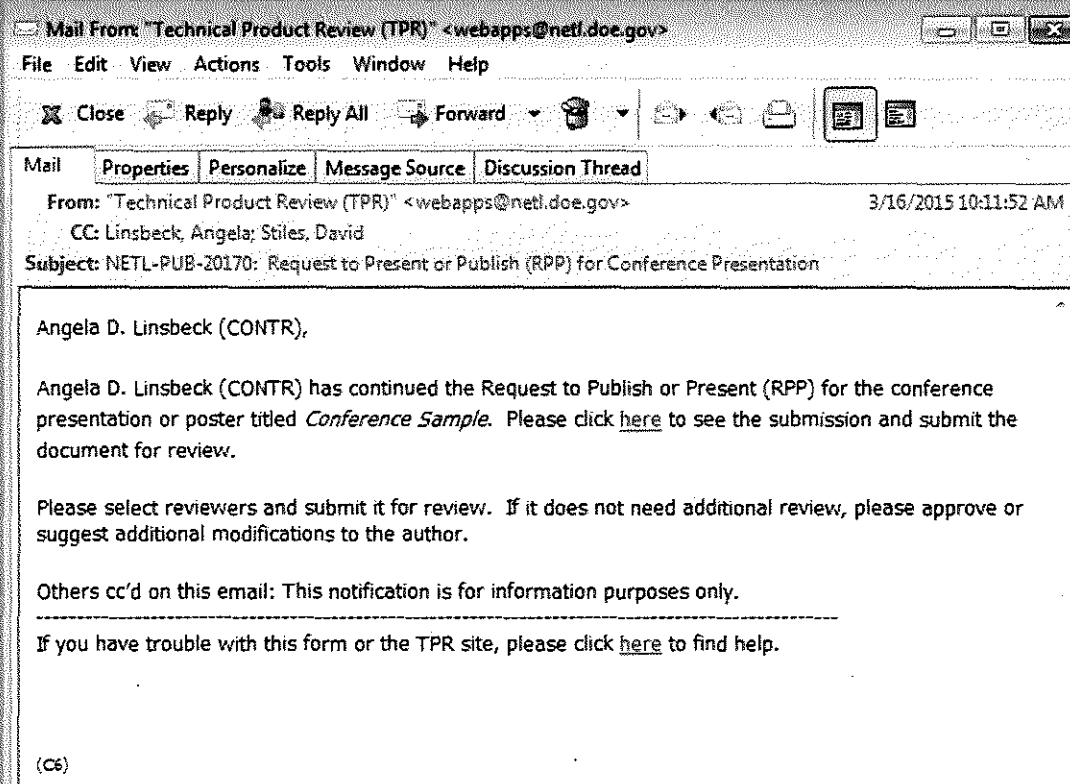 Mail From: "Technical Product Review (TPR)" <webapps@netl.doe.gov>
File Edit View Actions Tools Window Help
Close Reply Reply All Forward
Mail Properties Personalize Message Source Discussion Thread
From: "Technical Product Review (TPR)" <webapps@netl.doe.gov> 3/16/2015 10:11:52 AM
CC: Linsbeck, Angela; Stiles, David
Subject: NETL-PUB-20170: Request to Present or Publish (RPP) for Conference Presentation
Angela D. Linsbeck (CONTR),
Angela D. Linsbeck (CONTR) has continued the Request to Publish or Present (RPP) for the conference
presentation or poster titled Conference Sample. Please click here to see the submission and submit the
document for review.
Please select reviewers and submit it for review. If it does not need additional review, please approve or
suggest additional modifications to the author.
Others cc'd on this email: This notification is for information purposes only.
If you have trouble with this form or the TPR site, please click here to find help.
(C6)